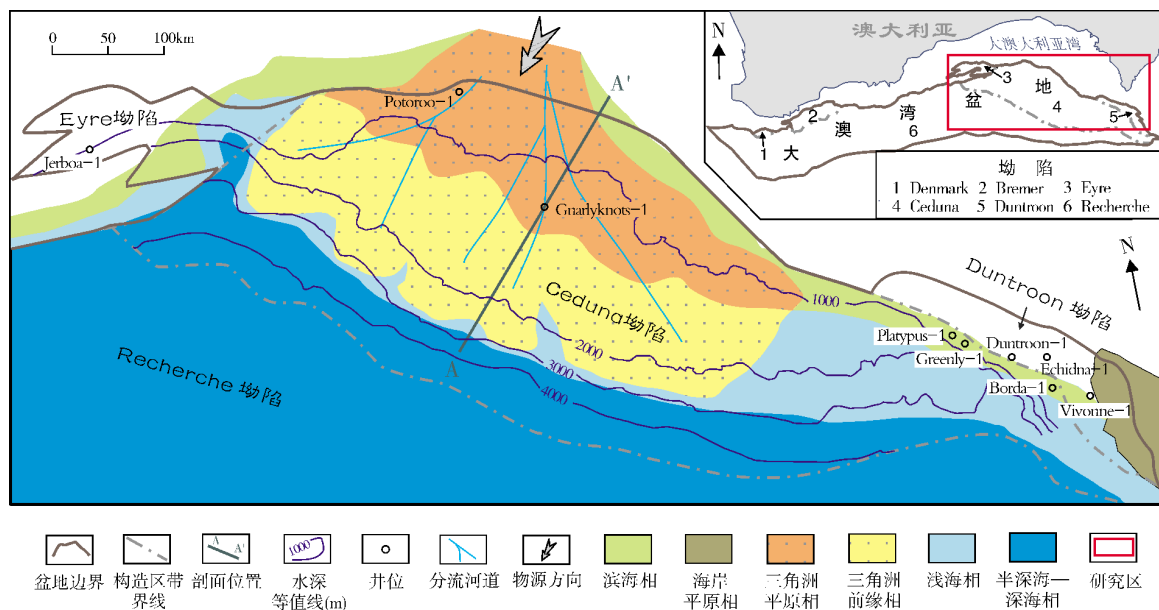 0 50 100km
N
澳大利亚
大澳大利亚湾
3
盆
地
4
5
2
澳
湾
6
1
大
坳 陷
1 Denmark 2 Bremer 3 Eyre
4 Ceduna 5 Duntroon 6 Recherche
A'
Potoroo-1
Eyre坳陷
Jerboa-1
Gnarlyknots-1
N
Duntroon 坳陷
Ceduna坳陷
1000
Platypus-1
Duntroon-1
Greenly-1
Echidna-1
2000
Recherche 坳陷
A
3000
4000
Borda-1
Vivonne-1
A
A'
1000
盆地边界
构造区带
界线
剖面位置
水深
等值线(m)
井位
分流河道
物源方向
滨海相
海岸
平原相
三角洲
平原相
三角洲
前缘相
浅海相
半深海—
深海相
研究区